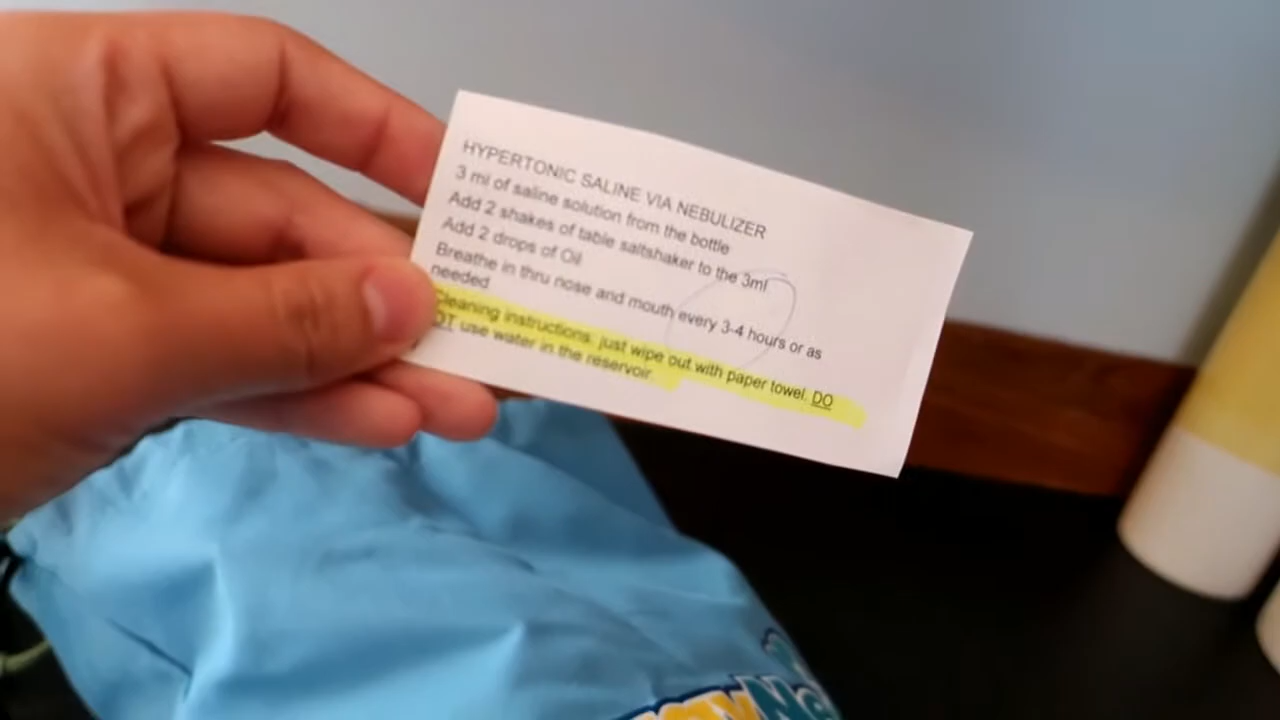 HYPERTONIC SALINE VIA NEBULIZER
3 ml of saline solution from the bottle
Add 2 shakes of table saltshaker to the 3ml
Add 2 drops of Oil
Breathe in thru nose and mouth every 3-4 hours or as
needed
Cleaning instructions: just wipe out with paper towel. DO
use water in the reservoir.